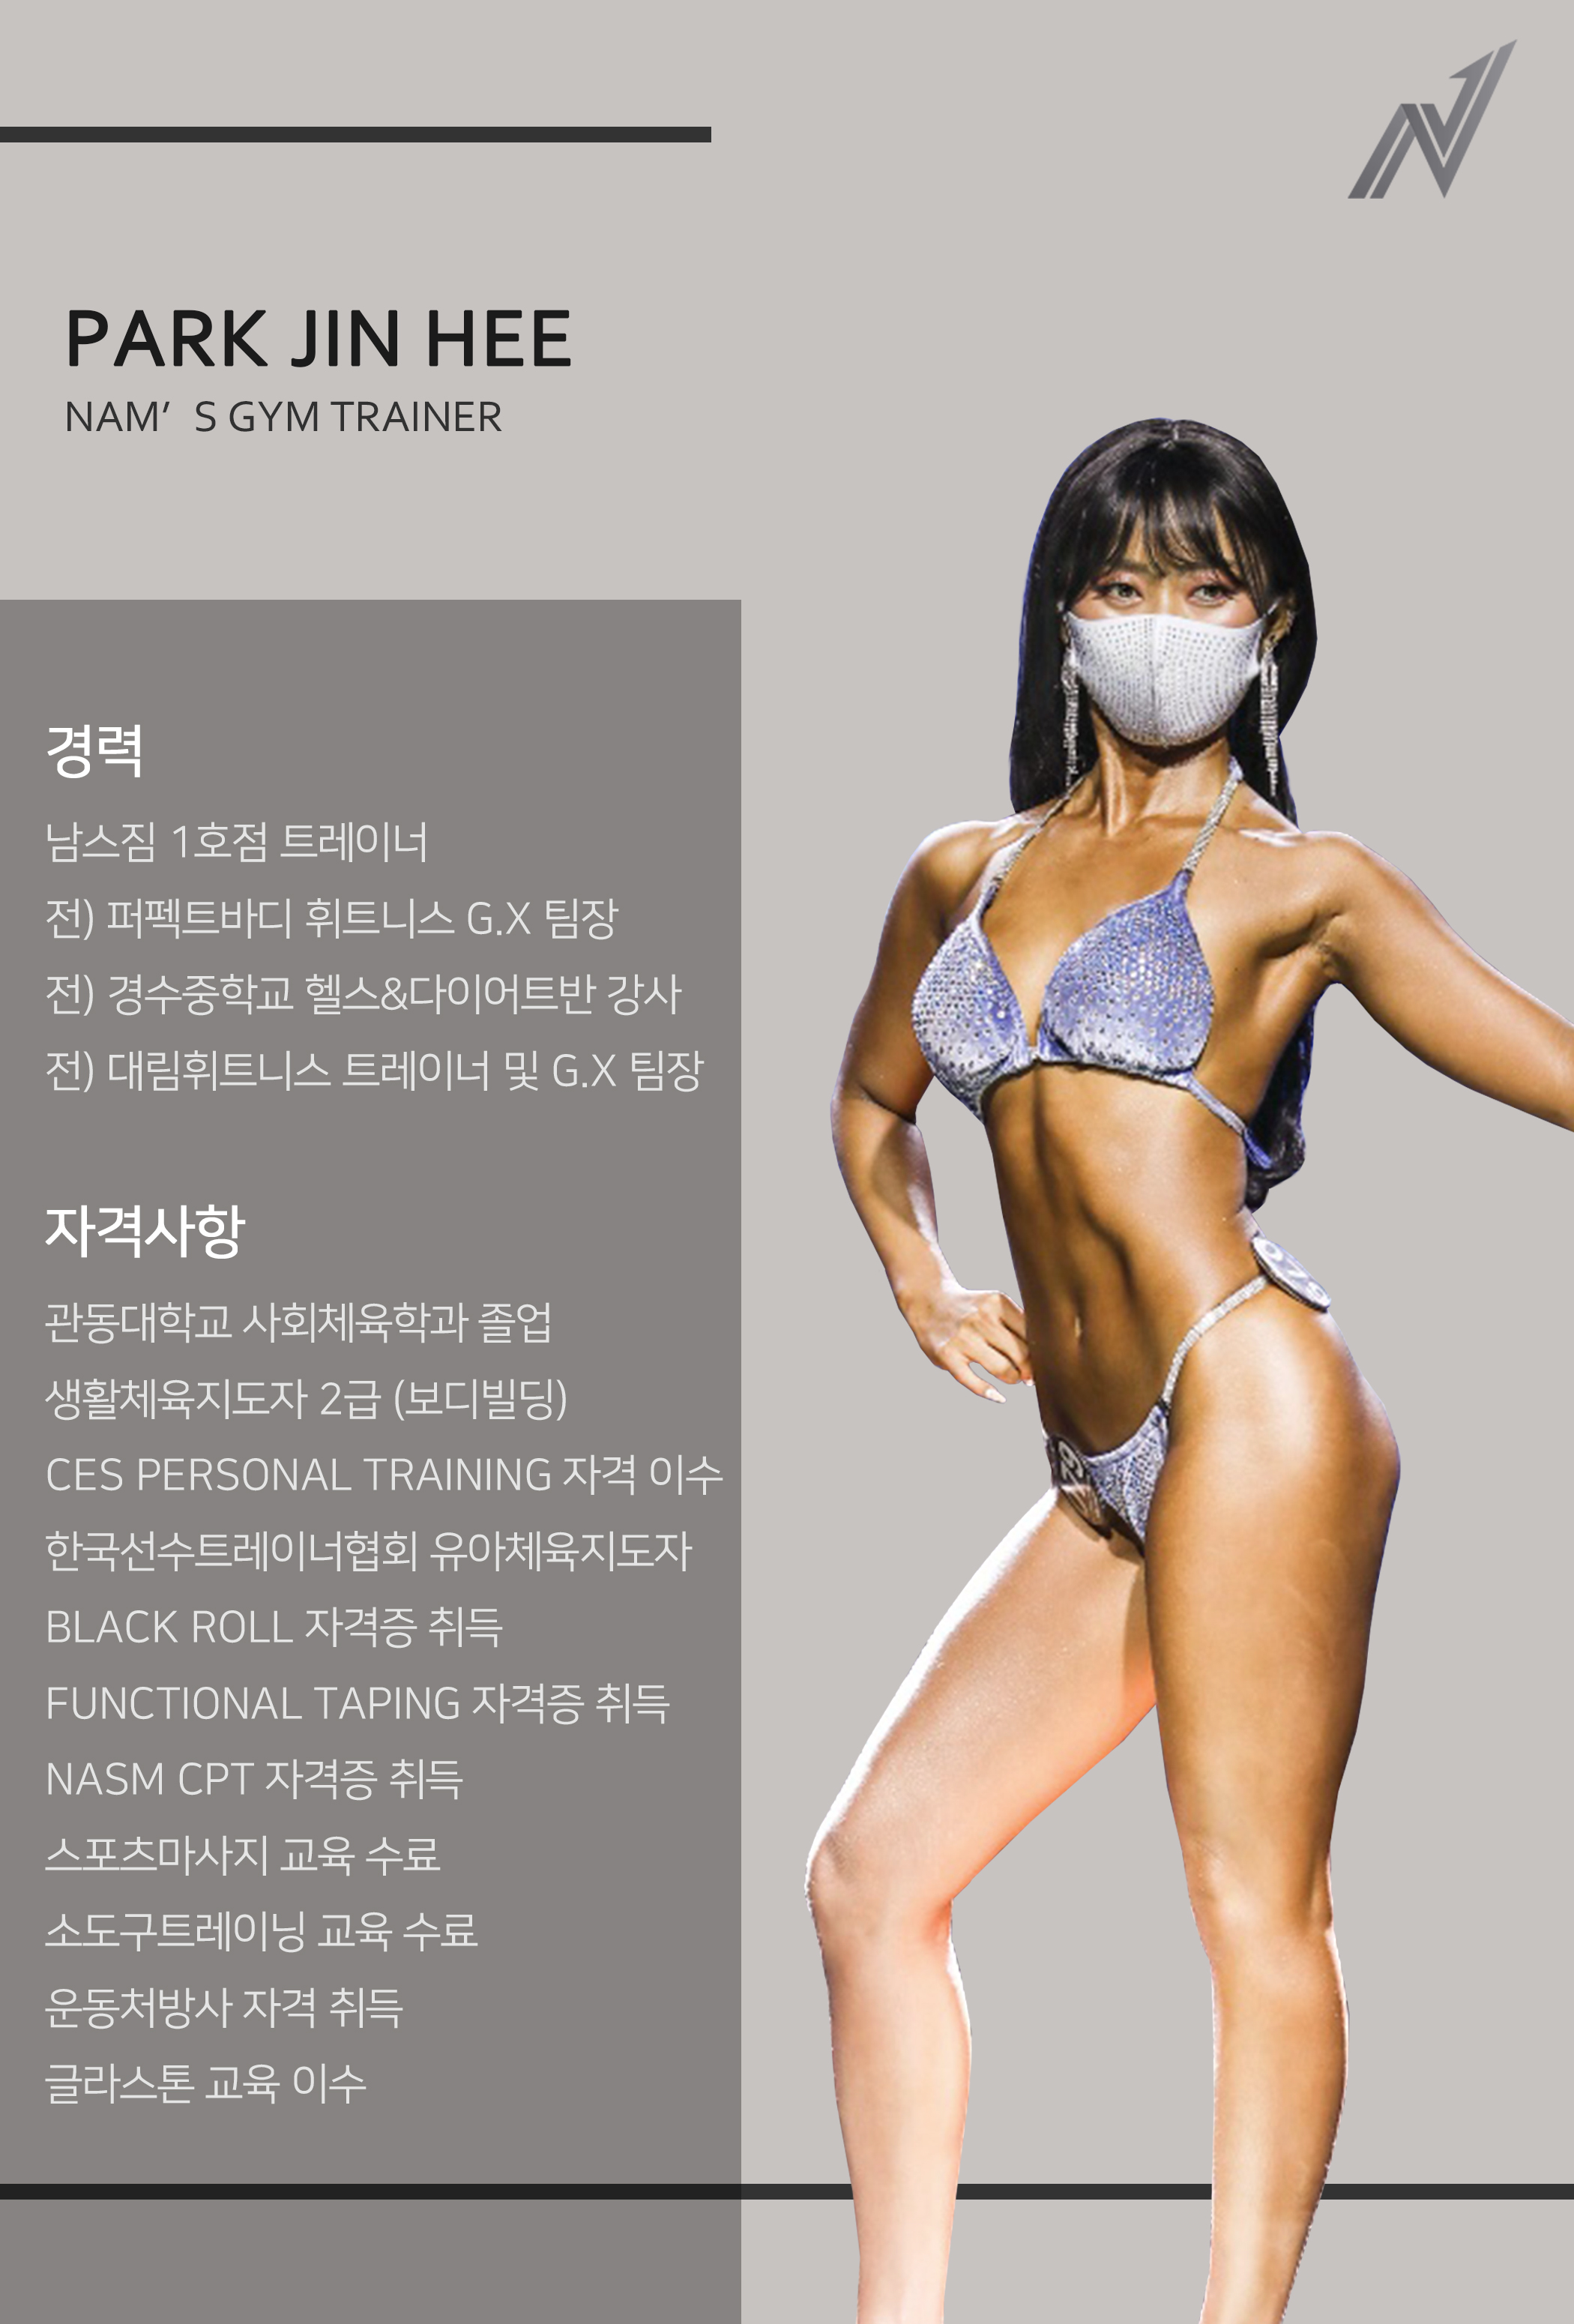 PARK JIN HEE
NAM’ S GYM TRAINER
경력
남스짐 1호점 트레이너
전) 퍼펙트바디 휘트니스 G.X 팀장
전) 경수중학교 헬스&다이어트반 강사
전) 대림휘트니스 트레이너 및 G.X 팀장
자격사항
관동대학교 사회체육학과 졸업
생활체육지도자 2급 (보디빌딩)
CES PERSONAL TRAINING 자격 이수
한국선수트레이너협회 유아체육지도자
BLACK ROLL 자격증 취득
FUNCTIONAL TAPING 자격증 취득
NASM CPT 자격증 취득
스포츠마사지 교육 수료
소도구트레이닝 교육 수료
운동처방사 자격 취득
글라스톤 교육 이수